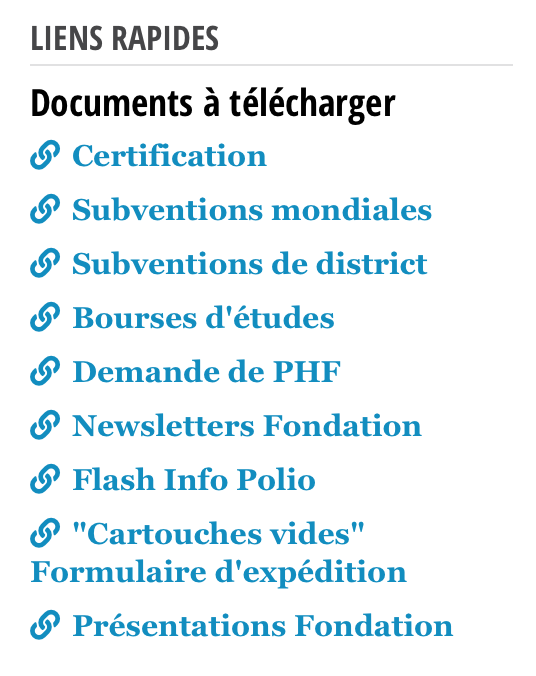 LIENS RAPIDES
Documents à télécharger
Certification
Subventions mondiales
Subventions de district
Bourses d'études
Demande de PHF
Newsletters Fondation
Flash Info Polio
"Cartouches vides"
Formulaire d'expédition
Présentations Fondation